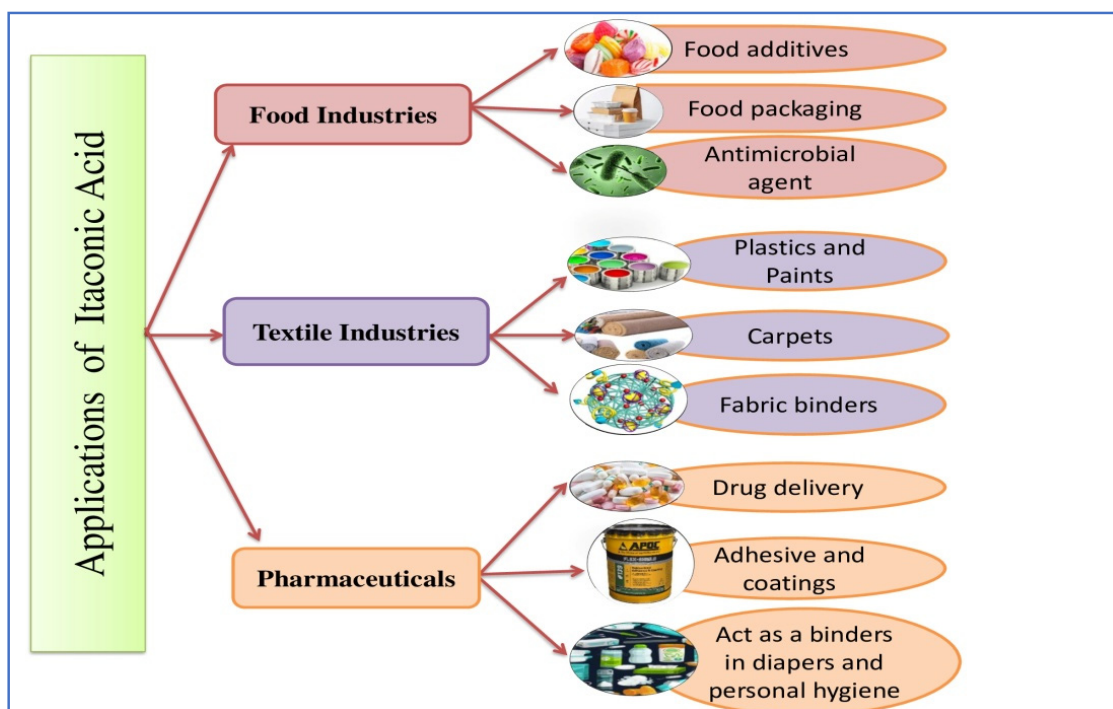 Applications of Itaconic Acid
Food Industries
Food additives
Food packaging
Antimicrobial
agent
Textile Industries
Plastics and
Paints
Carpets
Fabric binders
Pharmaceuticals
Drug delivery
APOC
Adhesive and
coatings
Act as a binders
in diapers and
personal hygiene